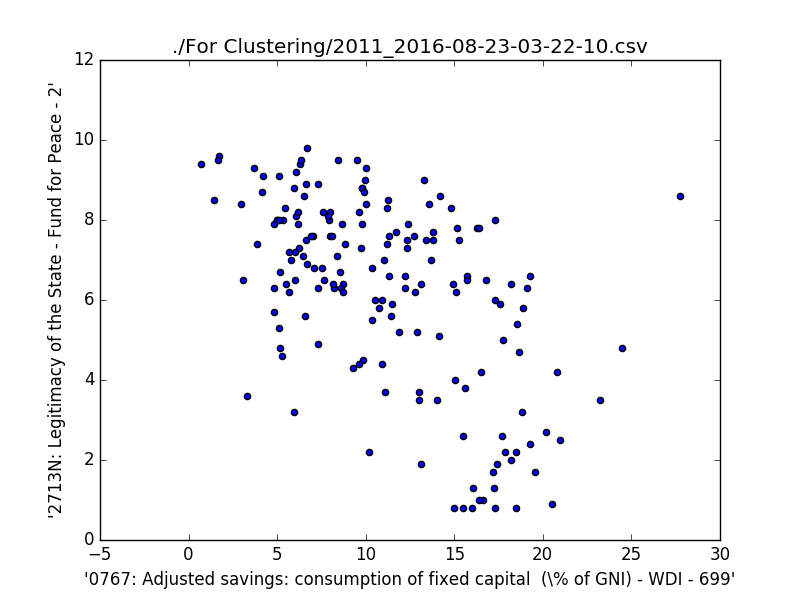 ./For Clustering/2011_2016-08-23-03-22-10.csv
'2713N: Legitimacy of the State - Fund for Peace - 2'
12
10
8
6
4
2
0
−5 0 5 10 15 20 25 30
'0767: Adjusted savings: consumption of fixed capital  (\% of GNI) - WDI - 699'